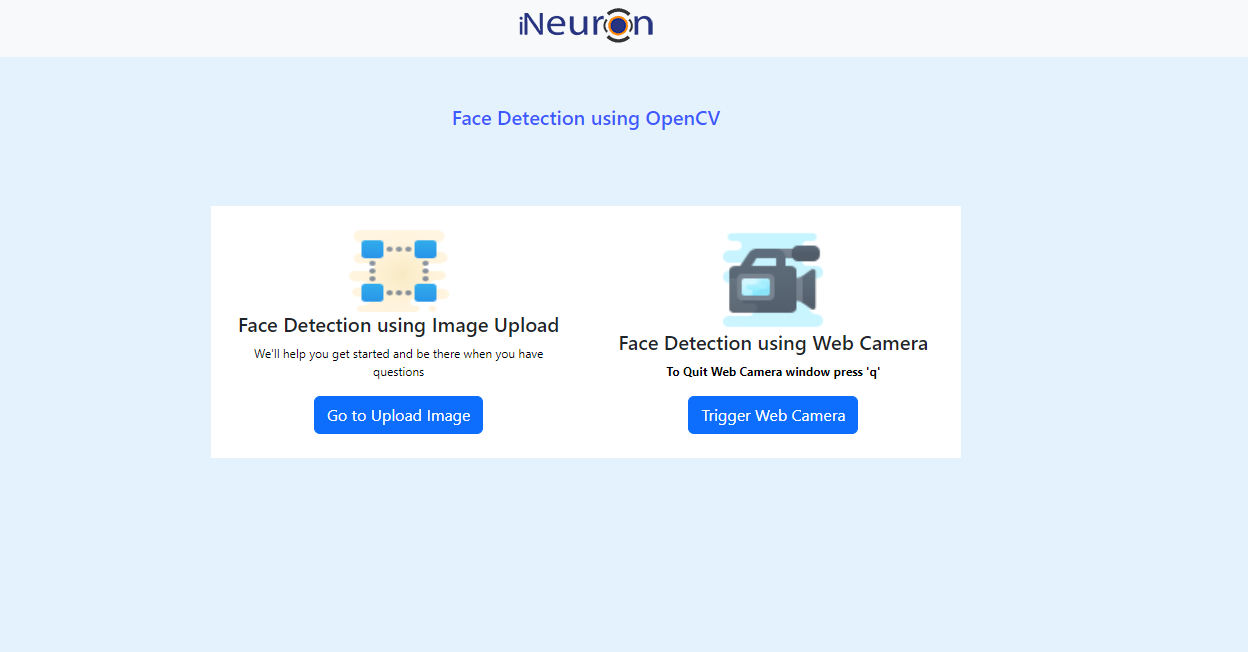 iNeuron
Face Detection using OpenCV
Face Detection using Image Upload
We'll help you get started and be there when you have
questions
Go to Upload Image
Face Detection using Web Camera
To Quit Web Camera window press 'q'
Trigger Web Camera